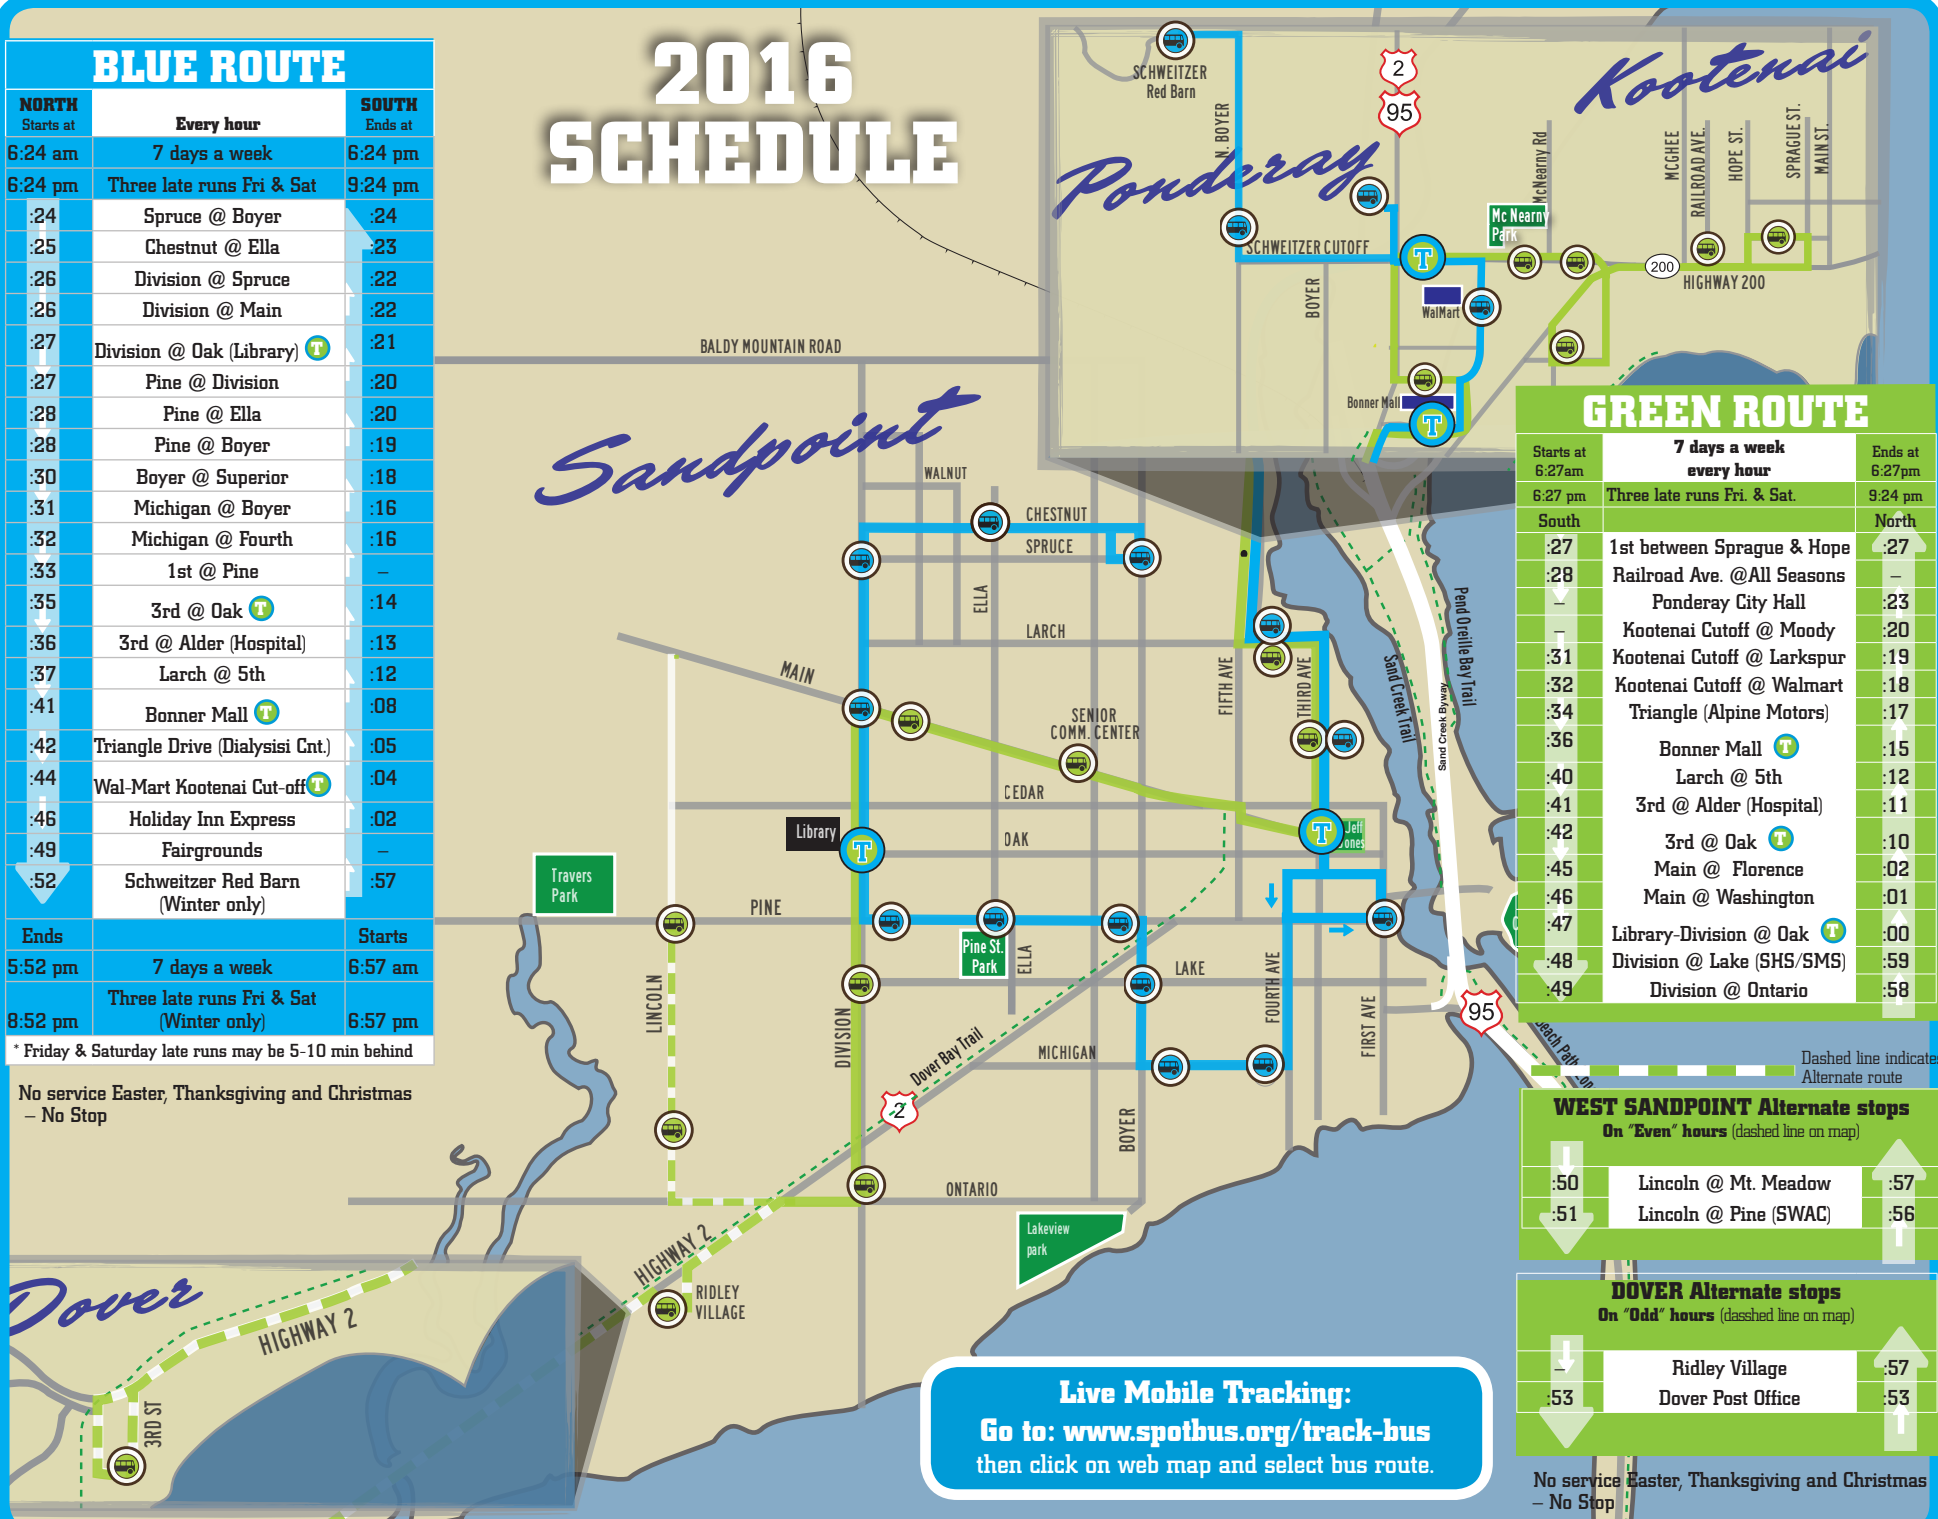 2016
SCHEDULE
BLUE ROUTE
NORTH SOUTH
Starts at Every hour Ends at
6:24 am 7 days a week 6:24 pm
6:24 pm Three late runs Fri & Sat 9:24 pm
:24 Spruce @ Boyer :24
:25 Chestnut @ Ella :23
:26 Division @ Spruce :22
:26 Division @ Main :22
:27 Division @ Oak (Library) T :21
:27 Pine @ Division :20
:28 Pine @ Ella :20
:28 Pine @ Boyer :19
:30 Boyer @ Superior :18
:31 Michigan @ Boyer :16
:32 Michigan @ Fourth :16
:33 1st @ Pine –
:35 3rd @ Oak T :14
:36 3rd @ Alder (Hospital) :13
:37 Larch @ 5th :12
:41 Bonner Mall T :08
:42 Triangle Drive (Dialysisi Cnt.) :05
:44 Wal-Mart Kootenai Cut-off T :04
:46 Holiday Inn Express :02
:49 Fairgrounds –
:52 Schweitzer Red Barn :57
(Winter only)
Ends Starts
5:52 pm 7 days a week 6:57 am
Three late runs Fri & Sat
8:52 pm (Winter only) 6:57 pm
* Friday & Saturday late runs may be 5-10 min behind
No service Easter, Thanksgiving and Christmas
– No Stop
Kootenai
Ponderay
SCHWEITZER
Red Barn
N. BOYER
2
95
McNearny Rd
MCGHEE
RAILROAD AVE.
HOPE ST.
SPRAGUE ST.
MAIN ST.
Mc Nearny
Park
SCHWEITZER CUTOFF
T
200
HIGHWAY 200
BOYER
WalMart
Bonner Mall
T
BALDY MOUNTAIN ROAD
Sandpoint
WALNUT
CHESTNUT
SPRUCE
ELLA
LARCH
MAIN
FIFTH AVE
THIRD AVE
Sand Creek Trail
Sand Creek Byway
Pend Oreille Bay Trail
SENIOR
COMM. CENTER
CEDAR
Library
OAK
T
T
Jeff
Jones
Travers
Park
PINE
Pine St.
Park
ELLA
LAKE
LINCOLN
DIVISION
FOURTH AVE
FIRST AVE
95
MICHIGAN
Dover Bay Trail
2
BOYER
ONTARIO
Lakeview
park
HIGHWAY 2
RIDLEY
VILLAGE
Dover
HIGHWAY 2
3RD ST
GREEN ROUTE
Starts at 7 days a week Ends at
6:27am every hour 6:27pm
6:27 pm Three late runs Fri. & Sat. 9:24 pm
South North
:27 1st between Sprague & Hope :27
:28 Railroad Ave. @All Seasons –
– Ponderay City Hall :23
– Kootenai Cutoff @ Moody :20
:31 Kootenai Cutoff @ Larkspur :19
:32 Kootenai Cutoff @ Walmart :18
:34 Triangle (Alpine Motors) :17
:36 Bonner Mall T :15
:40 Larch @ 5th :12
:41 3rd @ Alder (Hospital) :11
:42 3rd @ Oak T :10
:45 Main @ Florence :02
:46 Main @ Washington :01
:47 Library-Division @ Oak T :00
:48 Division @ Lake (SHS/SMS) :59
:49 Division @ Ontario :58
Beach Path
Dashed line indicate
Alternate route
WEST SANDPOINT Alternate stops
On "Even" hours (dashed line on map)
:50 Lincoln @ Mt. Meadow :57
:51 Lincoln @ Pine (SWAC) :56
DOVER Alternate stops
On "Odd" hours (dasshed line on map)
– Ridley Village :57
:53 Dover Post Office :53
No service Easter, Thanksgiving and Christmas
– No Stop
Live Mobile Tracking:
Go to: www.spotbus.org/track-bus
then click on web map and select bus route.